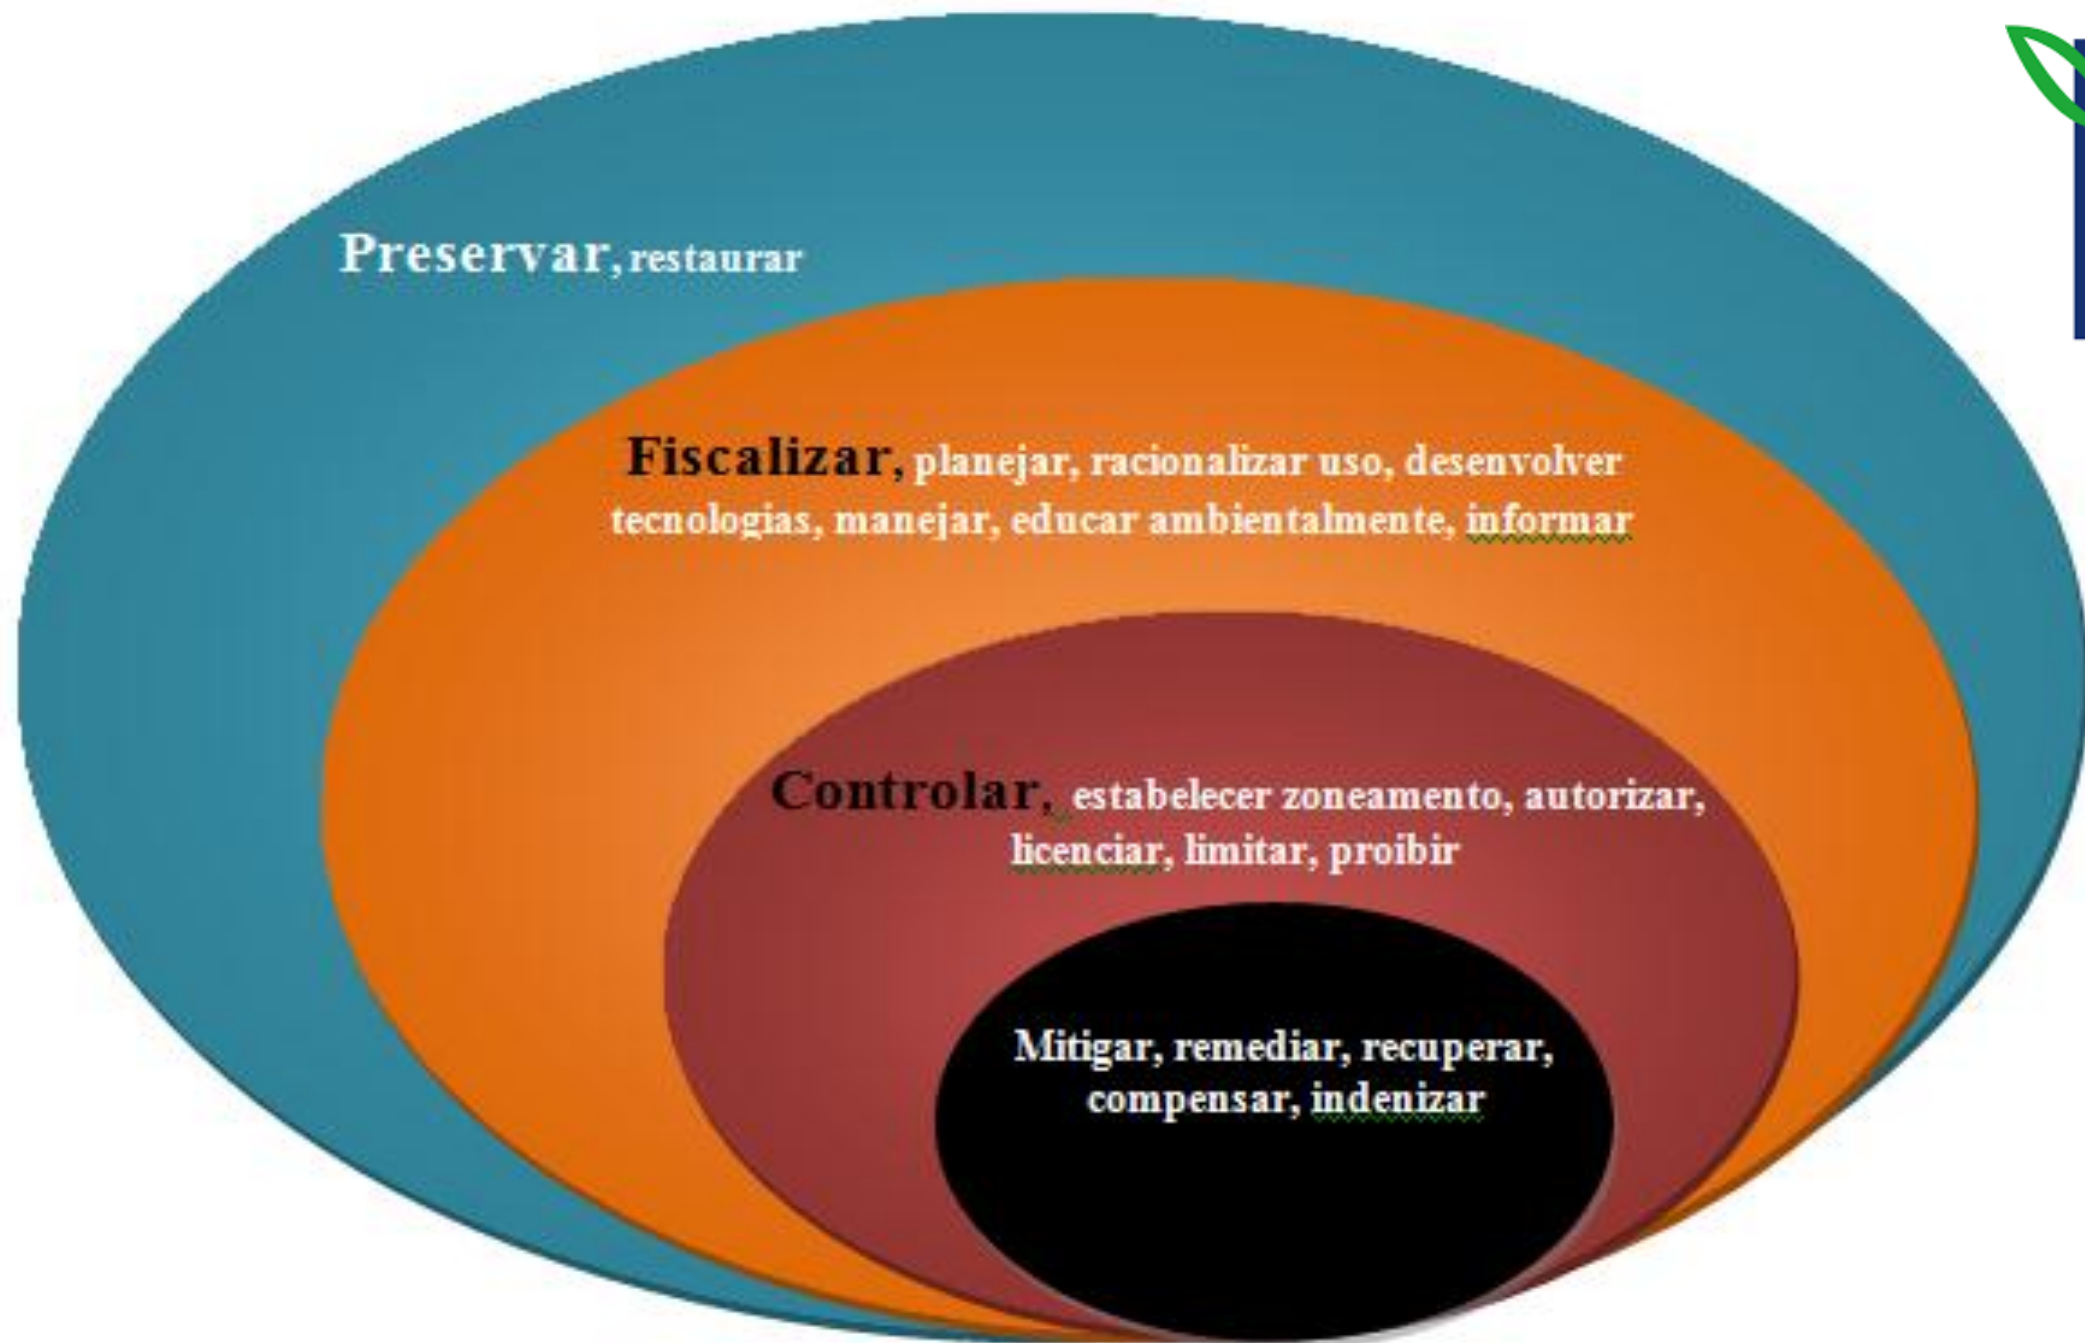 Preservar, restaurar
Fiscalizar, planejar, racionalizar uso, desenvolver
tecnologias, manejar, educar ambientalmente, informar
Controlar, estabelecer zoneamento, autorizar,
licenciar, limitar, proibir
Mitigar, remediar, recuperar,
compensar, indenizar